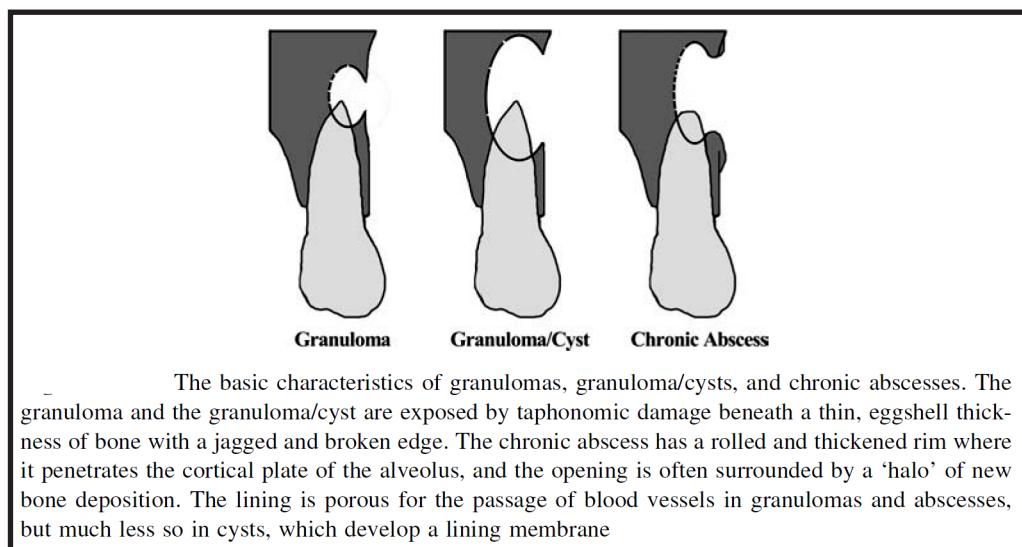 Granuloma Granuloma/Cyst Chronic Abscess
The basic characteristics of granulomas, granuloma/cysts, and chronic abscesses. The
granuloma and the granuloma/cyst are exposed by taphonomic damage beneath a thin, eggshell thick-
ness of bone with a jagged and broken edge. The chronic abscess has a rolled and thickened rim where
it penetrates the cortical plate of the alveolus, and the opening is often surrounded by a ‘halo’ of new
bone deposition. The lining is porous for the passage of blood vessels in granulomas and abscesses,
but much less so in cysts, which develop a lining membrane